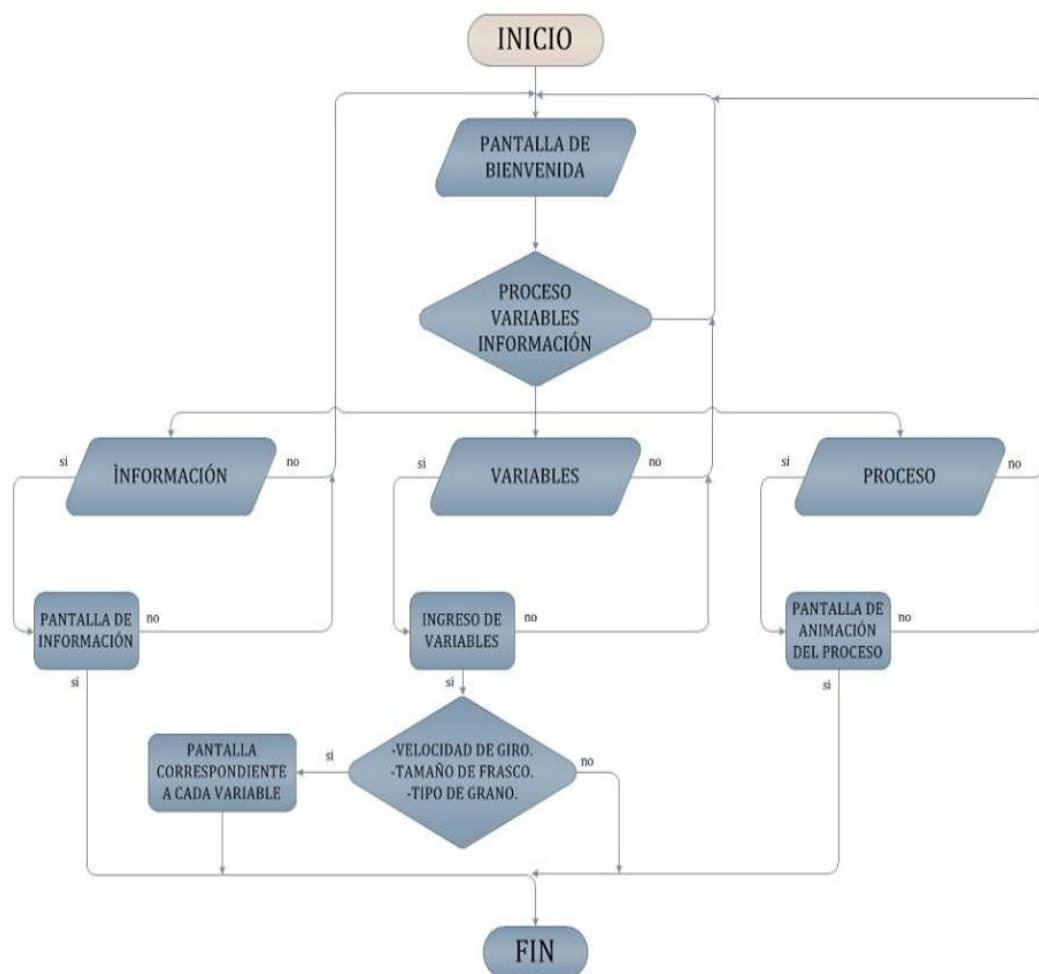 INICIO
PANTALLA DE
BIENVENIDA
PROCESO
VARIABLES
INFORMACIÓN
si
ÌNFORMACIÓN
no
si
VARIABLES
no
si
PROCESO
no
PANTALLA DE
INFORMACIÓN
no
si
INGRESO DE
VARIABLES
no
si
PANTALLA DE
ANIMACIÓN
DEL PROCESO
no
si
PANTALLA
CORRESPONDIENTE
A CADA VARIABLE
si
-VELOCIDAD DE GIRO.
-TAMAÑO DE FRASCO.
-TIPO DE GRANO.
no
FIN